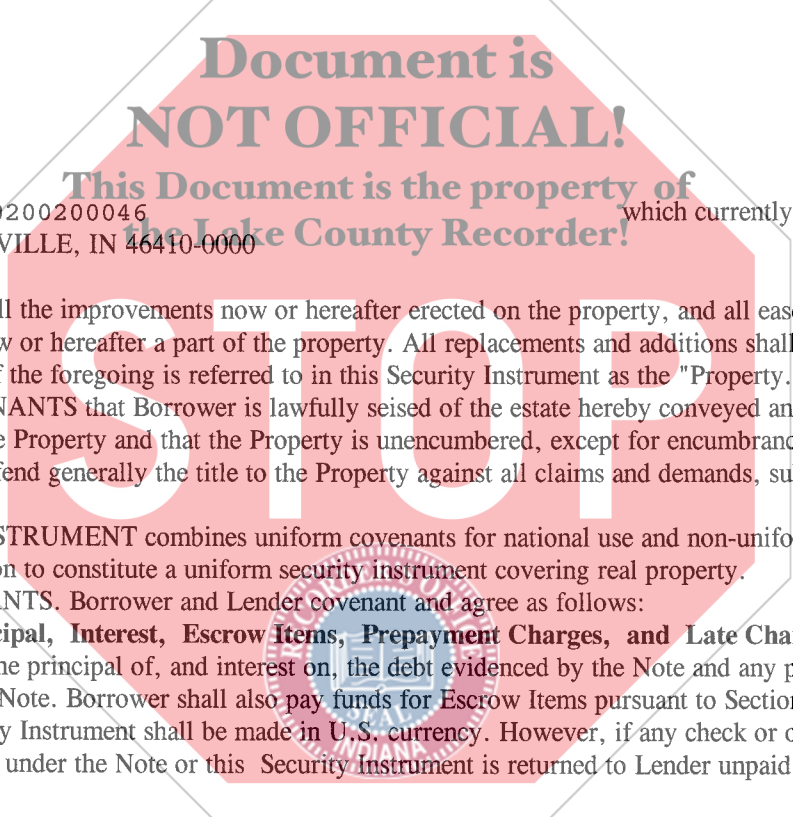 Document is
NOT OFFICIAL!
This Document is the property of
the Lake County Recorder!
0200200046 which currently
VILLE, IN 46410-0000
ll the improvements now or hereafter erected on the property, and all eas
w or hereafter a part of the property. All replacements and additions shall
f the foregoing is referred to in this Security Instrument as the "Property.
NANTS that Borrower is lawfully seised of the estate hereby conveyed an
e Property and that the Property is unencumbered, except for encumbranc
fend generally the title to the Property against all claims and demands, su
STOP
STRUMENT combines uniform covenants for national use and non-unifo
on to constitute a uniform security instrument covering real property.
ANTS. Borrower and Lender covenant and agree as follows:
cipal, Interest, Escrow Items, Prepayment Charges, and Late Cha
he principal of, and interest on, the debt evidenced by the Note and any p
Note. Borrower shall also pay funds for Escrow Items pursuant to Section
y Instrument shall be made in U.S. currency. However, if any check or o
under the Note or this Security Instrument is returned to Lender unpaid
SEAL
INDIANA